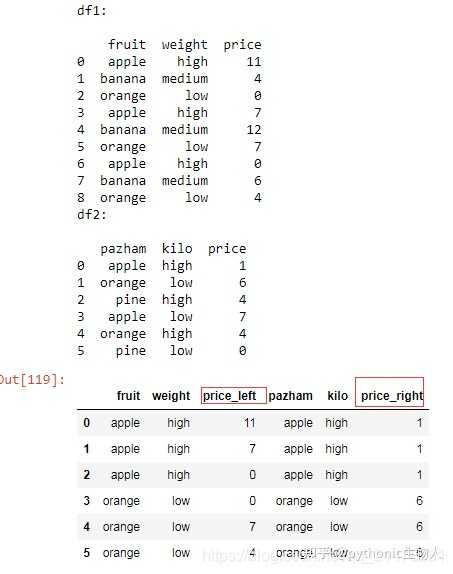 df1:
fruit weight price
0 apple high 11
1 banana medium 4
2 orange low 0
3 apple high 7
4 banana medium 12
5 orange low 7
6 apple high 0
7 banana medium 6
8 orange low 4
df2:
pazham kilo price
0 apple high 1
1 orange low 6
2 pine high 4
3 apple low 7
4 orange high 4
5 pine low 0
Out[119]:
fruit weight price_left pazham kilo price_right
0 apple high 11 apple high 1
1 apple high 7 apple high 1
2 apple high 0 apple high 1
3 orange low 0 orange low 6
4 orange low 7 orange low 6
5 orange low 4 orange low 6
知乎 @pythonic生物人